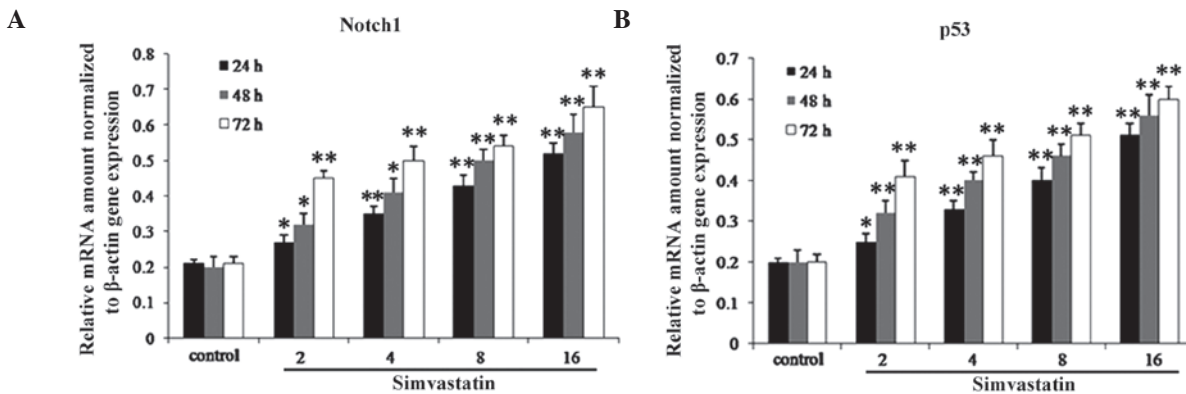 A
Notch1
Relative mRNA amount normalized
to β-actin gene expression
0.8
0.7
0.6
0.5
0.4
0.3
0.2
0.1
0
24 h
48 h
72 h
* * **
** * **
** ** **
** ** **
control 2 4 8 16
Simvastatin
B
p53
Relative mRNA amount normalized
to β-actin gene expression
0.7
0.6
0.5
0.4
0.3
0.2
0.1
0
24 h
48 h
72 h
* ** **
** ** **
** ** **
** ** **
control 2 4 8 16
Simvastatin